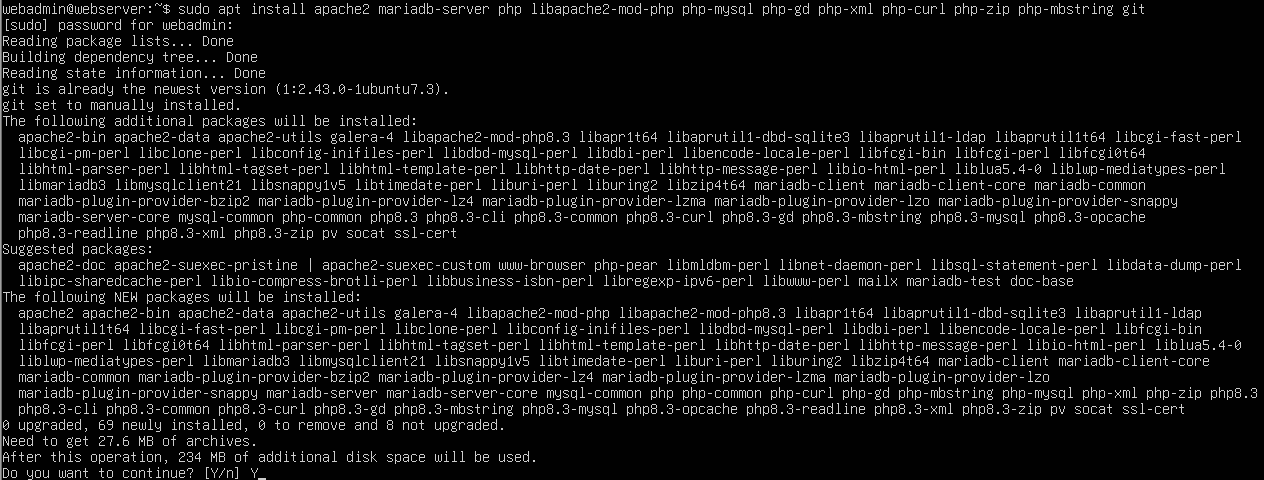 webadmin@webserver:~$ sudo apt install apache2 mariadb-server php libapache2-mod-php php-mysql php-gd php-xml php-curl php-zip php-mbstring git
[sudo] password for webadmin:
Reading package lists... Done
Building dependency tree... Done
Reading state information... Done
git is already the newest version (1:2.43.0-1ubuntu7.3).
git set to manually installed.
The following additional packages will be installed:
  apache2-bin apache2-data apache2-utils galera-4 libapache2-mod-php8.3 libapr1t64 libaprutil1-dbd-sqlite3 libaprutil1-ldap libaprutil1t64 libcgi-fast-perl
  libcgi-pm-perl libclone-perl libconfig-inifiles-perl libdbd-mysql-perl libdbi-perl libencode-locale-perl libfcgi-bin libfcgi-perl libfcgi0t64
  libhtml-parser-perl libhtml-tagset-perl libhtml-template-perl libhttp-date-perl libhttp-message-perl libio-html-perl liblua5.4-0 liblwp-mediatypes-perl
  libmariadb3 libmysqlclient21 libsnappy1v5 libtimedate-perl liburi-perl liburing2 libzip4t64 mariadb-client mariadb-client-core mariadb-common
  mariadb-plugin-provider-bzip2 mariadb-plugin-provider-lz4 mariadb-plugin-provider-lzma mariadb-plugin-provider-lzo mariadb-plugin-provider-snappy
  mariadb-server-core mysql-common php-common php8.3 php8.3-cli php8.3-common php8.3-curl php8.3-gd php8.3-mbstring php8.3-mysql php8.3-opcache
  php8.3-readline php8.3-xml php8.3-zip pv socat ssl-cert
Suggested packages:
  apache2-doc apache2-suexec-pristine | apache2-suexec-custom www-browser php-pear libmldbm-perl libnet-daemon-perl libsql-statement-perl libdata-dump-perl
  libipc-sharedcache-perl libio-compress-brotli-perl libbusiness-isbn-perl libregexp-ipv6-perl libwww-perl mailx mariadb-test doc-base
The following NEW packages will be installed:
  apache2 apache2-bin apache2-data apache2-utils galera-4 libapache2-mod-php libapache2-mod-php8.3 libapr1t64 libaprutil1-dbd-sqlite3 libaprutil1-ldap
  libaprutil1t64 libcgi-fast-perl libcgi-pm-perl libclone-perl libconfig-inifiles-perl libdbd-mysql-perl libdbi-perl libencode-locale-perl libfcgi-bin
  libfcgi-perl libfcgi0t64 libhtml-parser-perl libhtml-tagset-perl libhtml-template-perl libhttp-date-perl libhttp-message-perl libio-html-perl liblua5.4-0
  liblwp-mediatypes-perl libmariadb3 libmysqlclient21 libsnappy1v5 libtimedate-perl liburi-perl liburing2 libzip4t64 mariadb-client mariadb-client-core
  mariadb-common mariadb-plugin-provider-bzip2 mariadb-plugin-provider-lz4 mariadb-plugin-provider-lzma mariadb-plugin-provider-lzo
  mariadb-plugin-provider-snappy mariadb-server mariadb-server-core mysql-common php php-common php-curl php-gd php-mbstring php-mysql php-xml php-zip php8.3
  php8.3-cli php8.3-common php8.3-curl php8.3-gd php8.3-mbstring php8.3-mysql php8.3-opcache php8.3-readline php8.3-xml php8.3-zip pv socat ssl-cert
0 upgraded, 69 newly installed, 0 to remove and 8 not upgraded.
Need to get 27.6 MB of archives.
After this operation, 234 MB of additional disk space will be used.
Do you want to continue? [Y/n] Y_